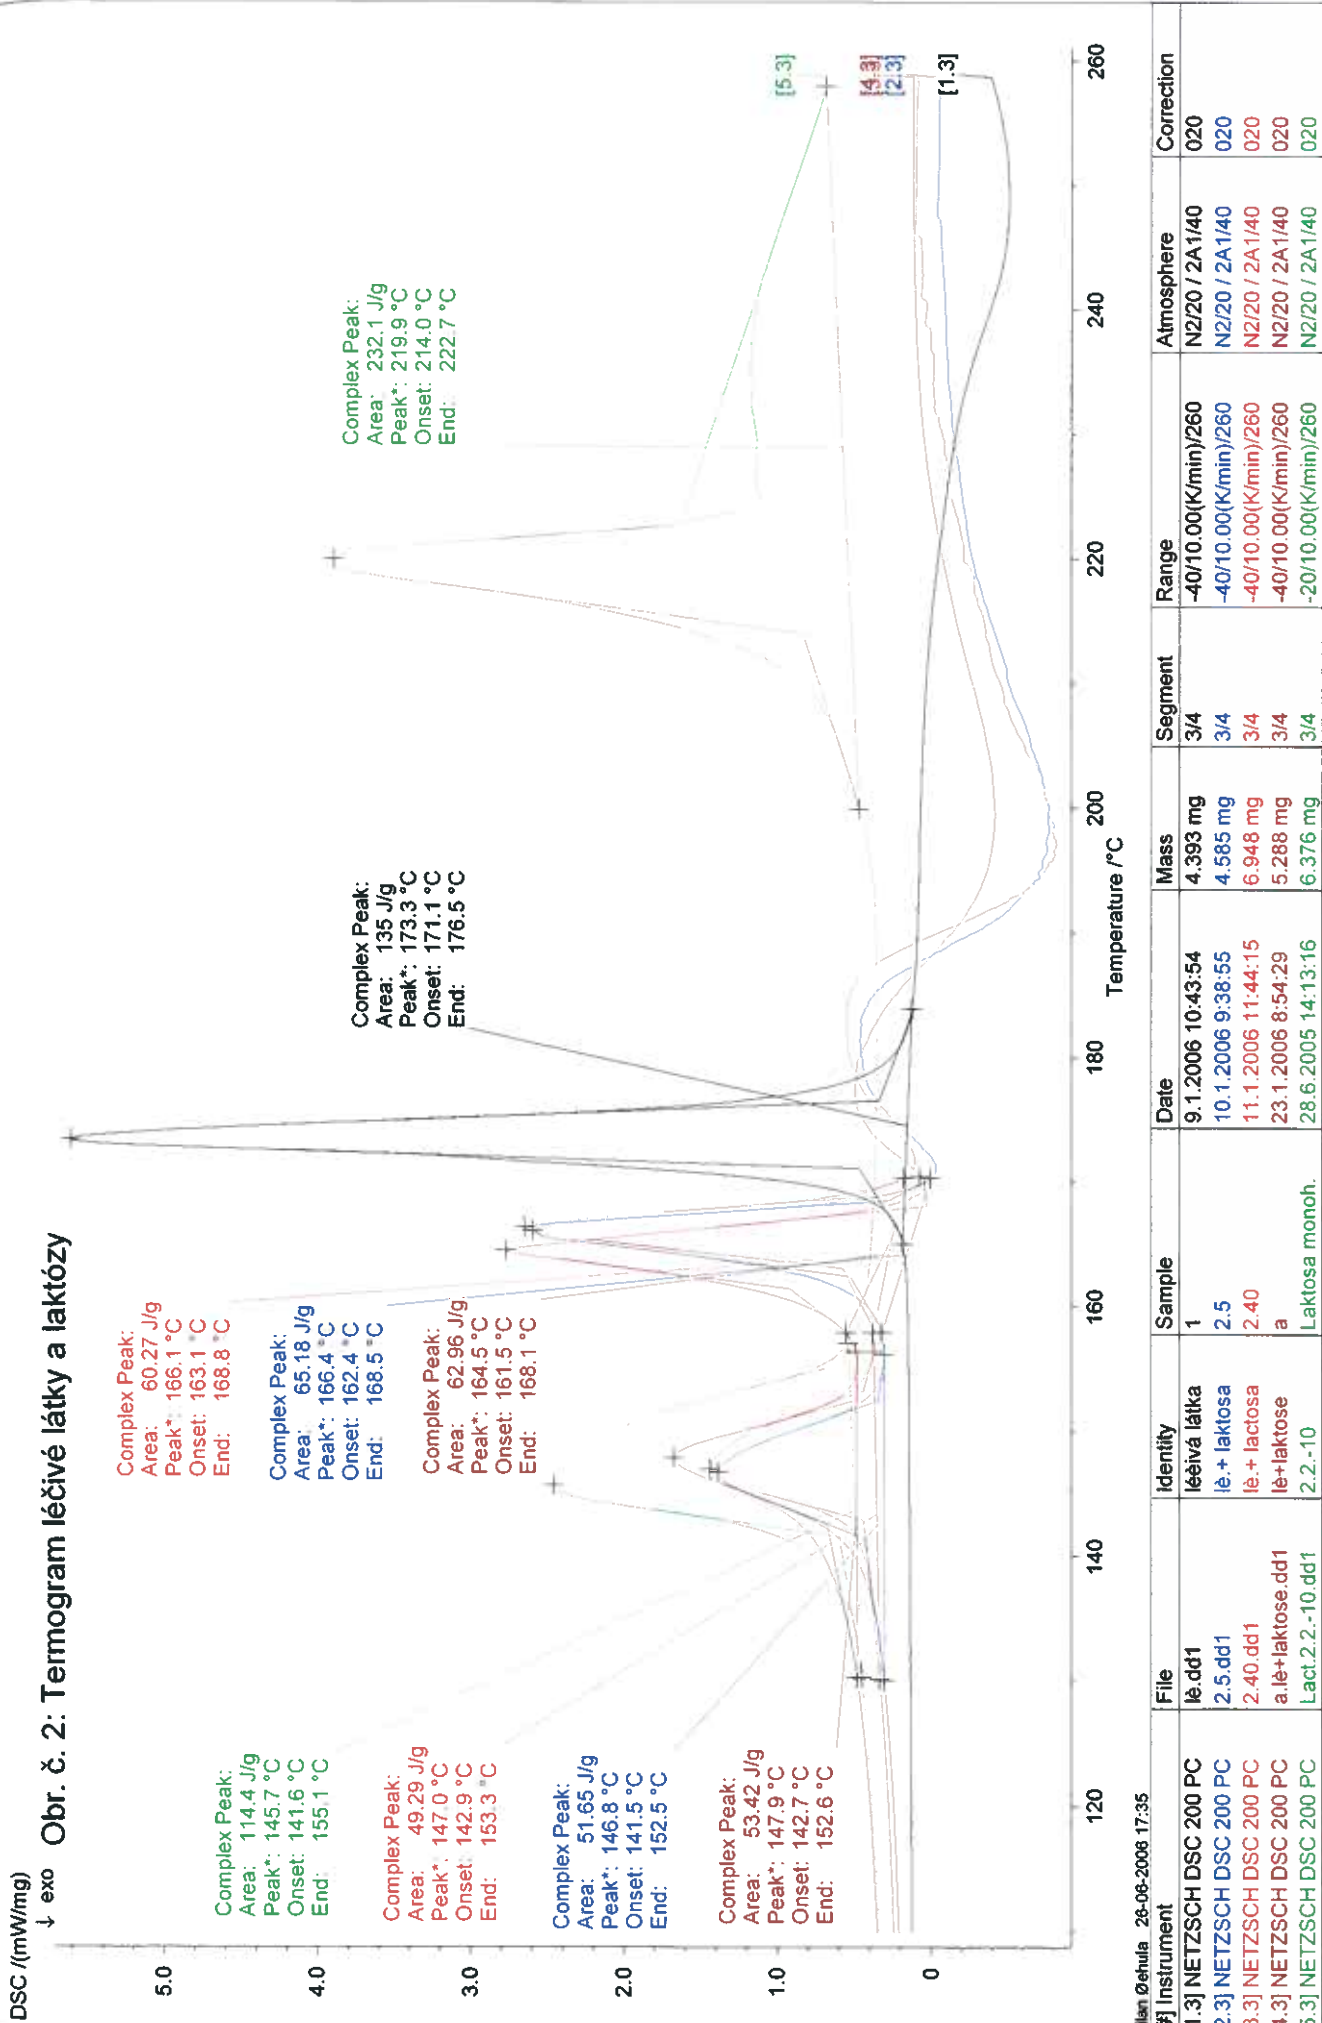 DSC /(mW/mg)
↓ exo
Obr. č. 2: Termogram léčivé látky a laktózy
5.0
4.0
3.0
2.0
1.0
0
Complex Peak:
Area: 114.4 J/g
Peak*: 145.7 °C
Onset: 141.6 °C
End: 155.1 °C
Complex Peak:
Area: 49.29 J/g
Peak*: 147.0 °C
Onset: 142.9 °C
End: 153.3 °C
Complex Peak:
Area: 51.65 J/g
Peak*: 146.8 °C
Onset: 141.5 °C
End: 152.5 °C
Complex Peak:
Area: 53.42 J/g
Peak*: 147.9 °C
Onset: 142.7 °C
End: 152.6 °C
Complex Peak:
Area: 60.27 J/g
Peak*: 166.1 °C
Onset: 163.1 °C
End: 168.8 °C
Complex Peak:
Area: 65.18 J/g
Peak*: 166.4 °C
Onset: 162.4 °C
End: 168.5 °C
Complex Peak:
Area: 62.96 J/g
Peak*: 164.5 °C
Onset: 161.5 °C
End: 168.1 °C
Complex Peak:
Area: 135 J/g
Peak*: 173.3 °C
Onset: 171.1 °C
End: 176.5 °C
Complex Peak:
Area: 232.1 J/g
Peak*: 219.9 °C
Onset: 214.0 °C
End: 222.7 °C
[5.3]
[2.3]
[1.3]
120 140 160 180 200 220 240 260
Temperature /°C
Øehula 26-06-2006 17:35
Instrument File Identity Sample Date Mass Segment Range Atmosphere Correction
1.3] NETZSCH DSC 200 PC lè.dd1 léèivá látka 1 9.1.2006 10:43:54 4.393 mg 3/4 -40/10.00(K/min)/260 N2/20 / 2A1/40 020
2.3] NETZSCH DSC 200 PC 2.5.dd1 lè.+ laktosa 2.5 10.1.2006 9:38:55 4.585 mg 3/4 -40/10.00(K/min)/260 N2/20 / 2A1/40 020
3.3] NETZSCH DSC 200 PC 2.40.dd1 lè.+ lactosa 2.40 11.1.2006 11:44:15 6.948 mg 3/4 -40/10.00(K/min)/260 N2/20 / 2A1/40 020
4.3] NETZSCH DSC 200 PC a.lè+laktose.dd1 lè+laktose a 23.1.2006 8:54:29 5.288 mg 3/4 -40/10.00(K/min)/260 N2/20 / 2A1/40 020
5.3] NETZSCH DSC 200 PC Lact.2.2.-10.dd1 2.2.-10 Laktosa monoh. 28.6.2005 14:13:16 6.376 mg 3/4 -20/10.00(K/min)/260 N2/20 / 2A1/40 020